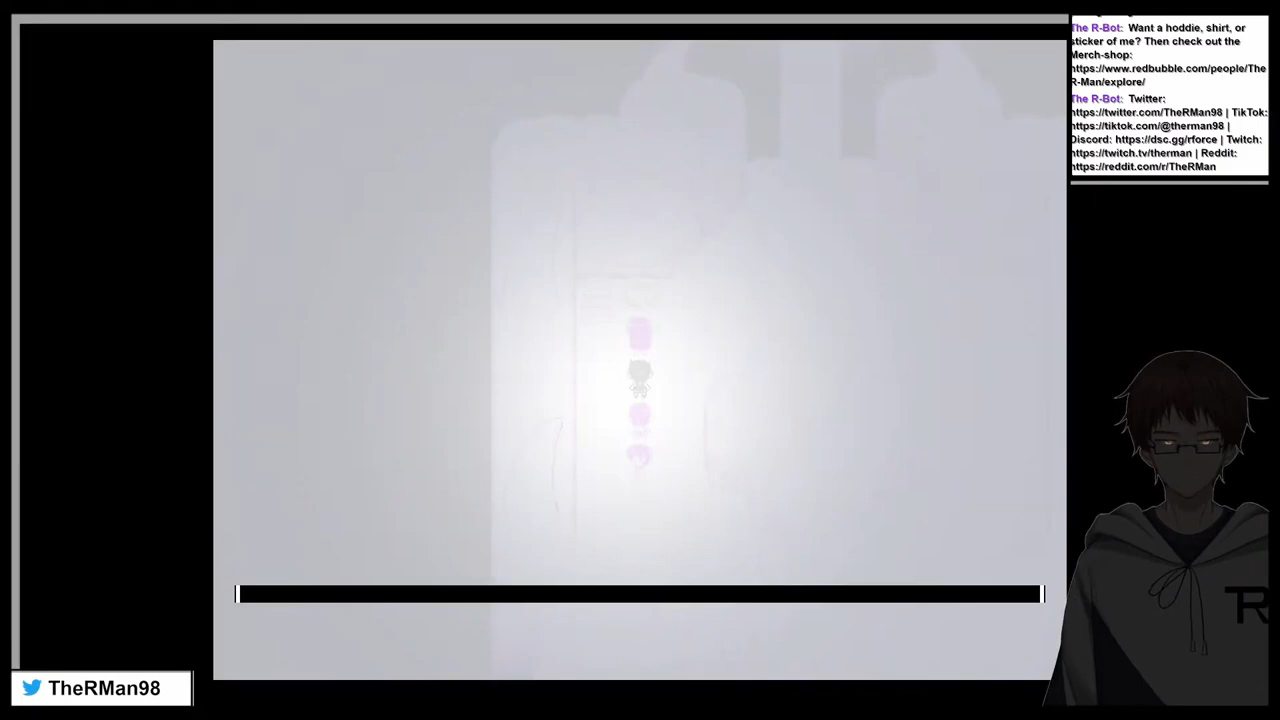 The R-Bot: Want a hoddie, shirt, or
sticker of me? Then check out the
Merch-shop:
https://www.redbubble.com/people/The
R-Man/explore/
The R-Bot: Twitter:
https://twitter.com/TheRMan98 | TikTok:
https://tiktok.com/@therman98 |
Discord: https://dsc.gg/rforce | Twitch:
https://twitch.tv/therman | Reddit:
https://reddit.com/r/TheRMan
TR
TheRMan98